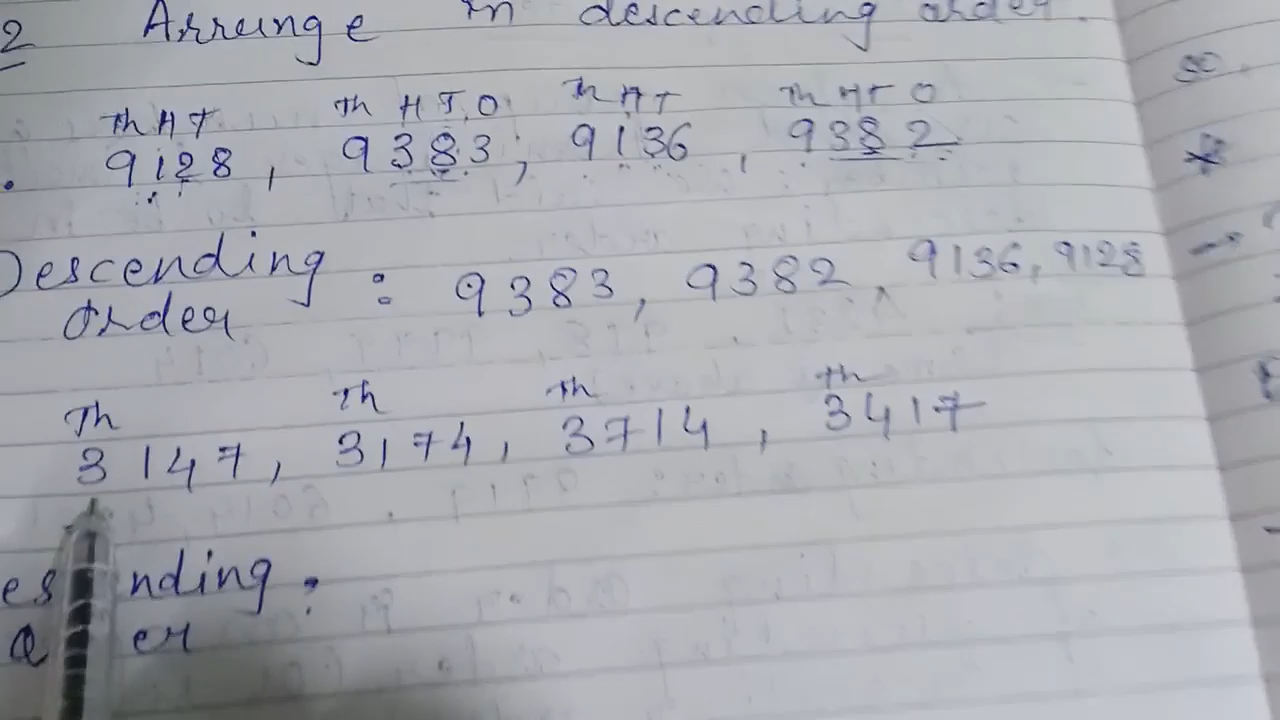 2 Arrange in descending order.
Th H T Th H T O Th H T Th H T O
9128, 9383, 9136, 9382
Descending : 9383, 9382, 9136, 9128
order
Th Th Th Th
3147, 3174, 3714, 3417
nding :
er